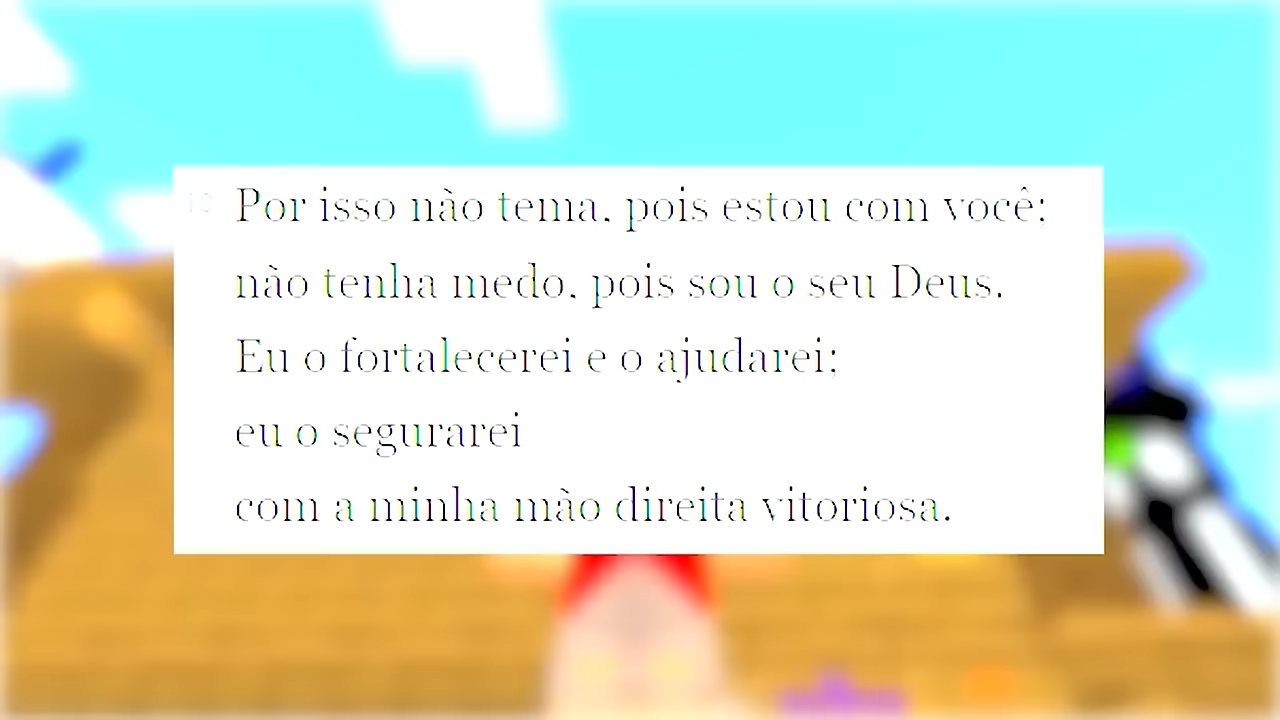 10 Por isso não tema, pois estou com você;
não tenha medo, pois sou o seu Deus.
Eu o fortalecerei e o ajudarei;
eu o segurarei
com a minha mão direita vitoriosa.